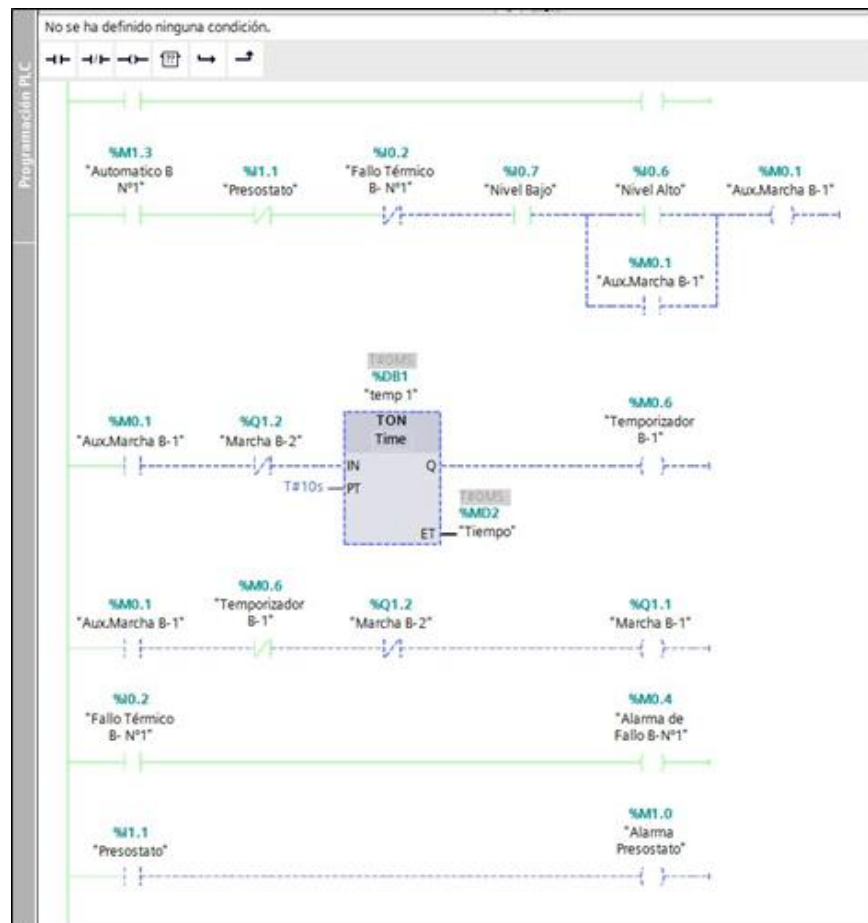 No se ha definido ninguna condición.
Programación PLC
%M1.3
"Automatico B
Nº1"
%I1.1
"Presostato"
%I0.2
"Fallo Térmico
B- Nº1"
%I0.7
"Nivel Bajo"
%I0.6
"Nivel Alto"
%M0.1
"Aux.Marcha B-1"
%M0.1
"Aux.Marcha B-1"
T#0MS
%DB1
"temp 1"
TON
Time
IN
Q
T#10s
PT
ET
%M0.1
"Aux.Marcha B-1"
%Q1.2
"Marcha B-2"
%M0.6
"Temporizador
B-1"
T#0MS
%MD2
"Tiempo"
%M0.1
"Aux.Marcha B-1"
%M0.6
"Temporizador
B-1"
%Q1.2
"Marcha B-2"
%Q1.1
"Marcha B-1"
%I0.2
"Fallo Térmico
B- Nº1"
%M0.4
"Alarma de
Fallo B-Nº1"
%I1.1
"Presostato"
%M1.0
"Alarma
Presostato"